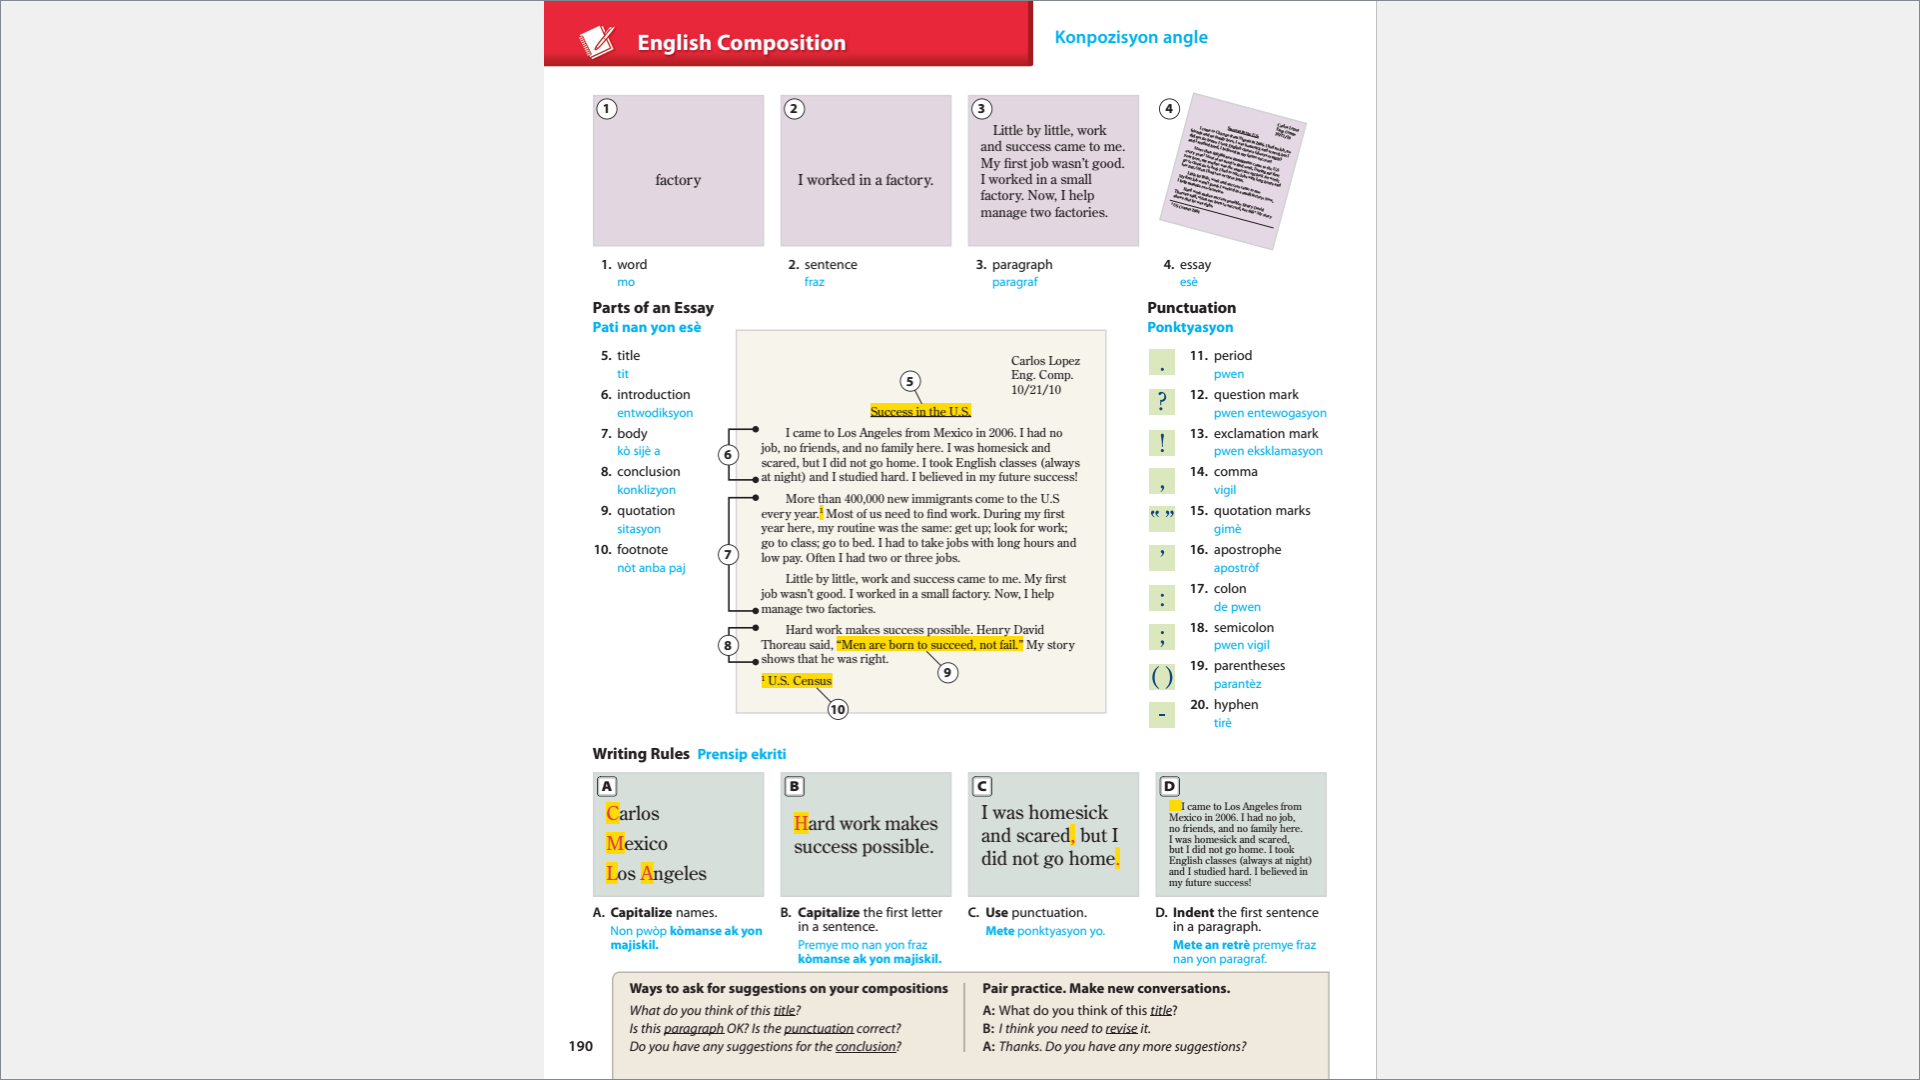 English Composition
Konpozisyon angle
1
factory
2
I worked in a factory.
3
Little by little, work
and success came to me.
My first job wasn't good.
I worked in a small
factory. Now, I help
manage two factories.
4
1. word
mo
2. sentence
fraz
3. paragraph
paragraf
4. essay
esè
Parts of an Essay
Pati nan yon esè
5. title
tit
6. introduction
entwodiksyon
7. body
kò sijè a
8. conclusion
konklizyon
9. quotation
sitasyon
10. footnote
nòt anba paj
Carlos Lopez
Eng. Comp.
10/21/10
5
Success in the U.S.
6
I came to Los Angeles from Mexico in 2006. I had no
job, no friends, and no family here. I was homesick and
scared, but I did not go home. I took English classes (always
at night) and I studied hard. I believed in my future success!
7
More than 400,000 new immigrants come to the U.S
every year.¹ Most of us need to find work. During my first
year here, my routine was the same: get up; look for work;
go to class; go to bed. I had to take jobs with long hours and
low pay. Often I had two or three jobs.
Little by little, work and success came to me. My first
job wasn't good. I worked in a small factory. Now, I help
manage two factories.
8
Hard work makes success possible. Henry David
Thoreau said, “Men are born to succeed, not fail.” My story
shows that he was right.
9
¹ U.S. Census
10
Punctuation
Ponktyasyon
. 11. period
pwen
? 12. question mark
pwen entewogasyon
! 13. exclamation mark
pwen eksklamasyon
, 14. comma
vigil
“ ” 15. quotation marks
gimè
’ 16. apostrophe
apostròf
: 17. colon
de pwen
; 18. semicolon
pwen vigil
( ) 19. parentheses
parantèz
- 20. hyphen
tirè
Writing Rules Prensip ekriti
A
Carlos
Mexico
Los Angeles
B
Hard work makes
success possible.
C
I was homesick
and scared, but I
did not go home.
D
I came to Los Angeles from
Mexico in 2006. I had no job,
no friends, and no family here.
I was homesick and scared,
but I did not go home. I took
English classes (always at night)
and I studied hard. I believed in
my future success!
A. Capitalize names.
Non pwòp kòmanse ak yon
majiskil.
B. Capitalize the first letter
in a sentence.
Premye mo nan yon fraz
kòmanse ak yon majiskil.
C. Use punctuation.
Mete ponktyasyon yo.
D. Indent the first sentence
in a paragraph.
Mete an retrè premye fraz
nan yon paragraf.
Ways to ask for suggestions on your compositions
What do you think of this title?
Is this paragraph OK? Is the punctuation correct?
Do you have any suggestions for the conclusion?
Pair practice. Make new conversations.
A: What do you think of this title?
B: I think you need to revise it.
A: Thanks. Do you have any more suggestions?
190